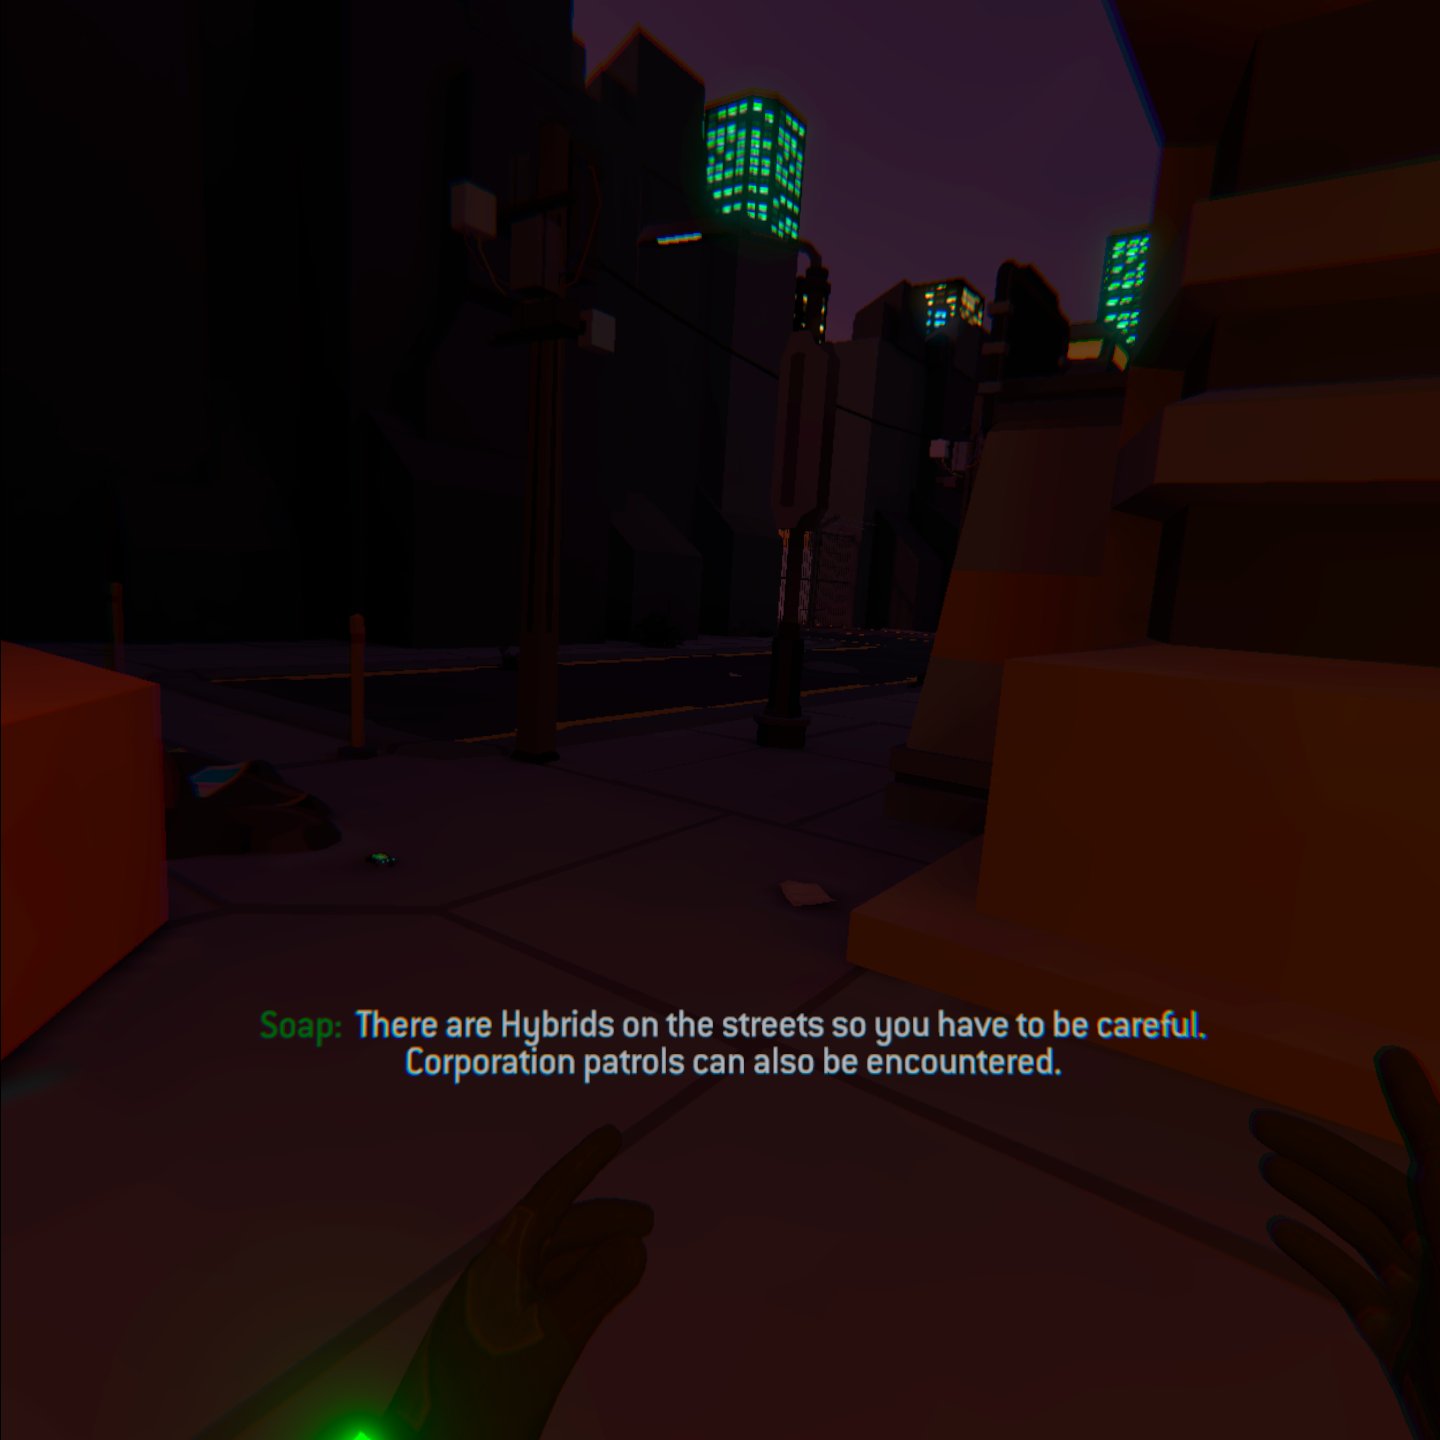 Soap: There are Hybrids on the streets so you have to be careful.
Corporation patrols can also be encountered.